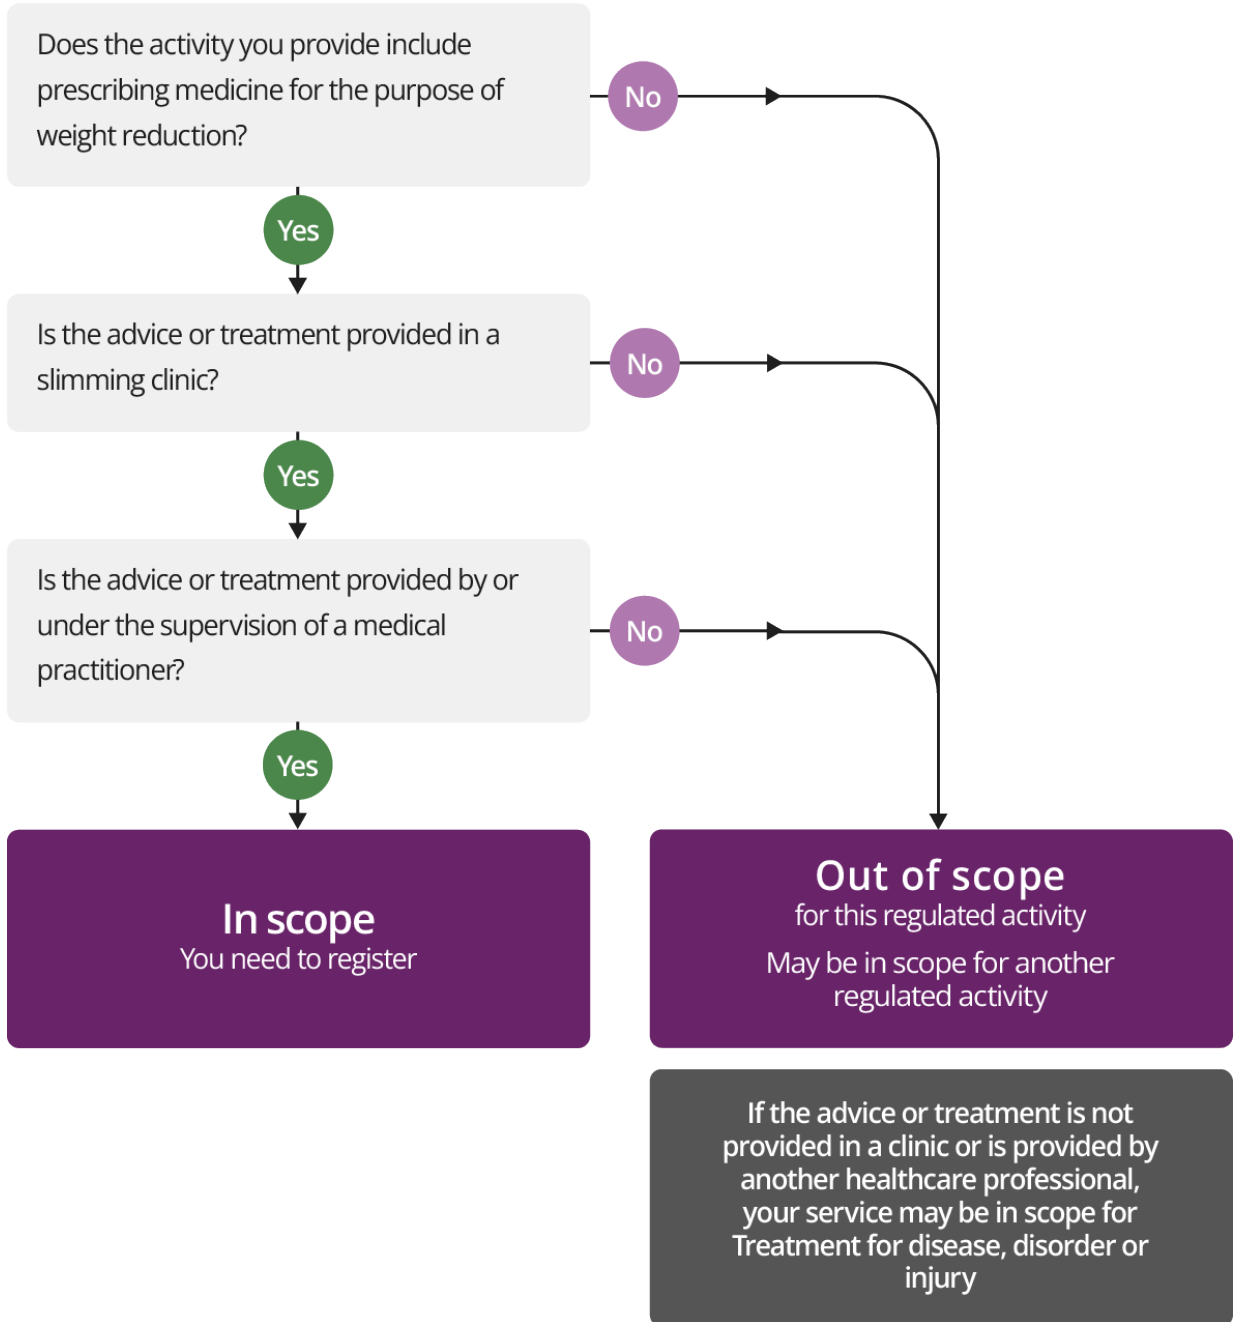 Does the activity you provide include
prescribing medicine for the purpose of
weight reduction?
No
Yes
Is the advice or treatment provided in a
slimming clinic?
No
Yes
Is the advice or treatment provided by or
under the supervision of a medical
practitioner?
No
Yes
In scope
You need to register
Out of scope
for this regulated activity
May be in scope for another
regulated activity
If the advice or treatment is not
provided in a clinic or is provided by
another healthcare professional,
your service may be in scope for
Treatment for disease, disorder or
injury